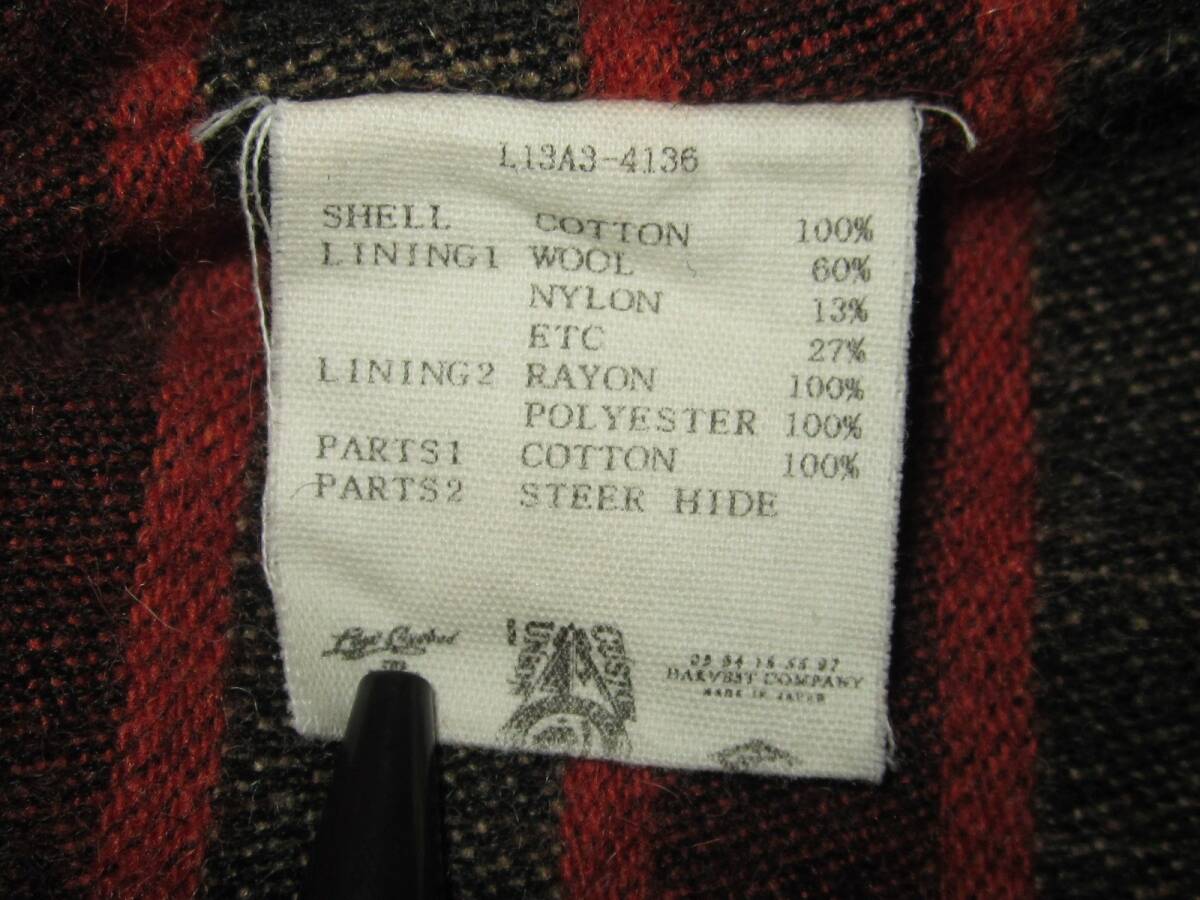 L13A3-4136
SHELL COTTON 100%
LINING1 WOOL 60%
NYLON 13%
ETC 27%
LINING2 RAYON 100%
POLYESTER 100%
PARTS1 COTTON 100%
PARTS2 STEER HIDE
HARVEST COMPANY
MADE IN JAPAN